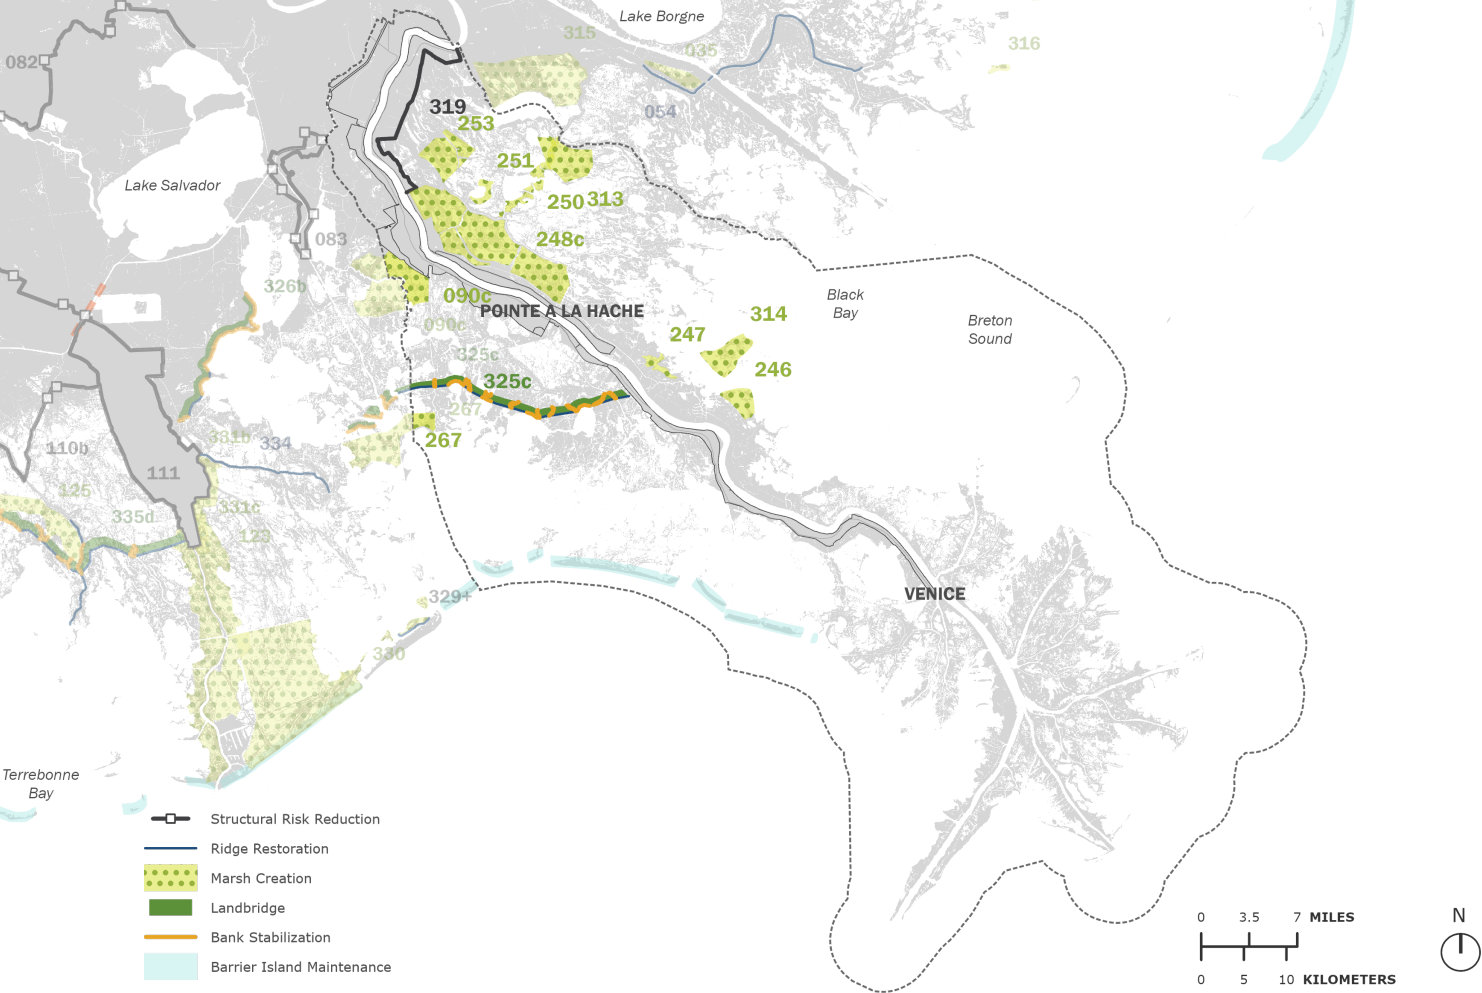 Lake Borgne
315
316
035
082
054
319
253
251
Lake Salvador
250
313
083
248c
326b
090c
Black
Bay
POINTE A LA HACHE
314
090c
Breton
Sound
247
325c
246
325c
267
331b
334
267
110b
111
125
331c
335d
123
VENICE
329+
330
Terrebonne
Bay
Structural Risk Reduction
Ridge Restoration
Marsh Creation
Landbridge
Bank Stabilization
Barrier Island Maintenance
0 3.5 7 MILES
0 5 10 KILOMETERS
N